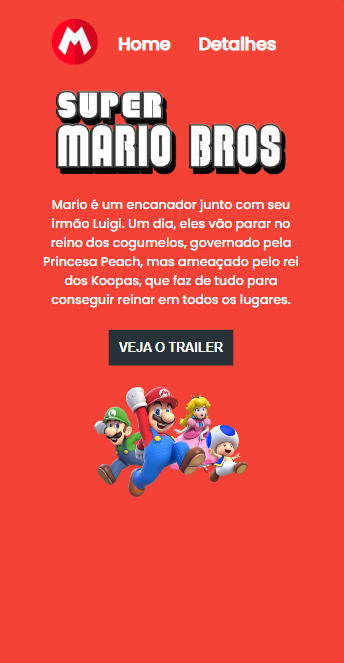 M
Home Detalhes
SUPER
MARIO BROS
Mario é um encanador junto com seu
irmão Luigi. Um dia, eles vão parar no
reino dos cogumelos, governado pela
Princesa Peach, mas ameaçado pelo rei
dos Koopas, que faz de tudo para
conseguir reinar em todos os lugares.
VEJA O TRAILER